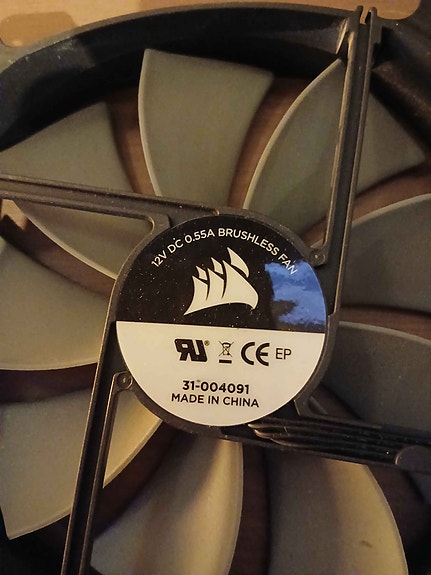 12V DC 0.55A BRUSHLESS FAN
CE EP
31-004091
MADE IN CHINA